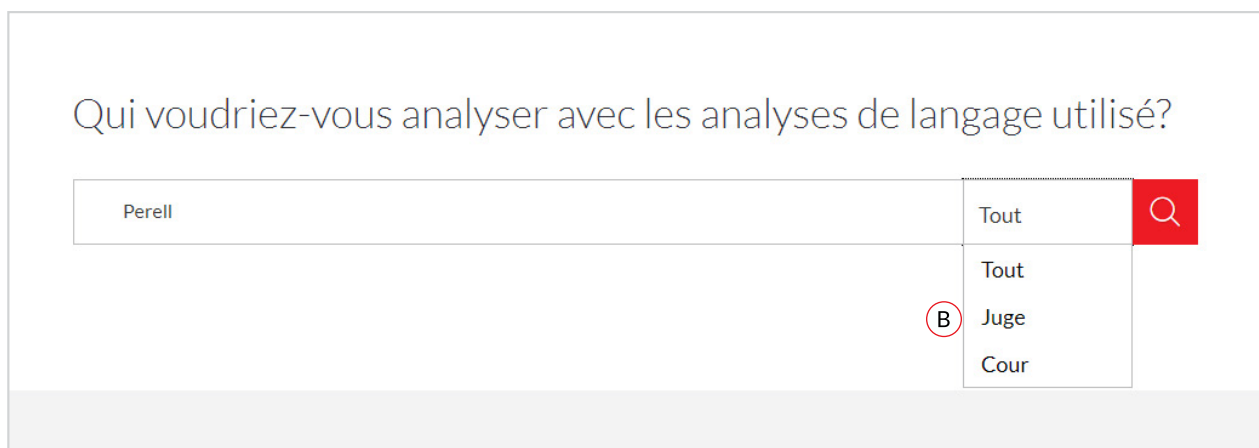 Qui voudriez-vous analyser avec les analyses de langage utilisé?
Perell
Tout
Tout
B Juge
Cour